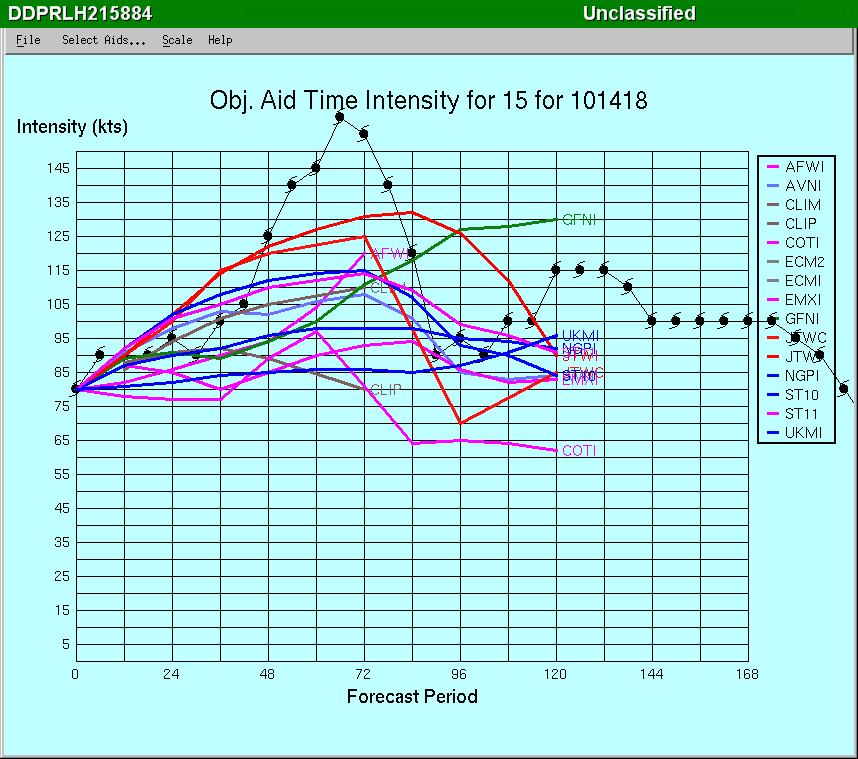 DDPRLH215884 Unclassified
File Select Aids... Scale Help
Obj. Aid Time Intensity for 15 for 101418
Intensity (kts)
145
135
125
115
105
95
85
75
65
55
45
35
25
15
5
0 24 48 72 96 120 144 168
Forecast Period
GFNI
AFWI
UKMI
NGPI
JTWC
EMXI
CLIP
COTI
AFWI
AVNI
CLIM
CLIP
COTI
ECM2
ECMI
EMXI
GFNI
JTWC
JTWI
NGPI
ST10
ST11
UKMI